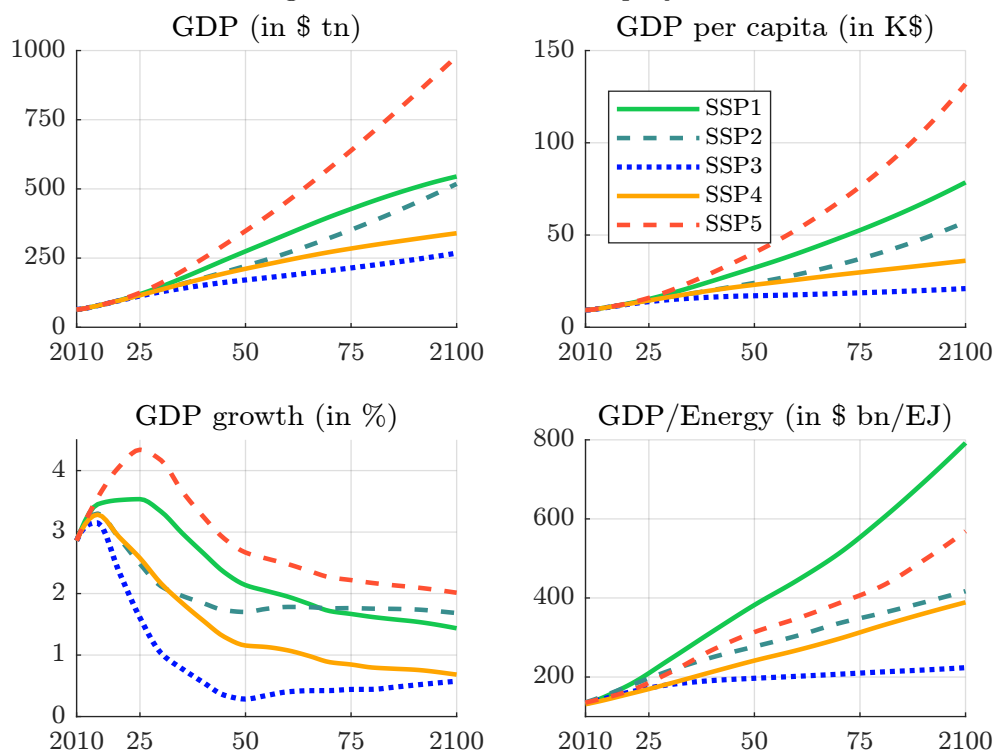 GDP (in $ tn)
1000
750
500
250
0
2010 25 50 75 2100
GDP per capita (in K$)
150
100
50
0
2010 25 50 75 2100
SSP1
SSP2
SSP3
SSP4
SSP5
GDP growth (in %)
4
3
2
1
0
2010 25 50 75 2100
GDP/Energy (in $ bn/EJ)
800
600
400
200
2010 25 50 75 2100